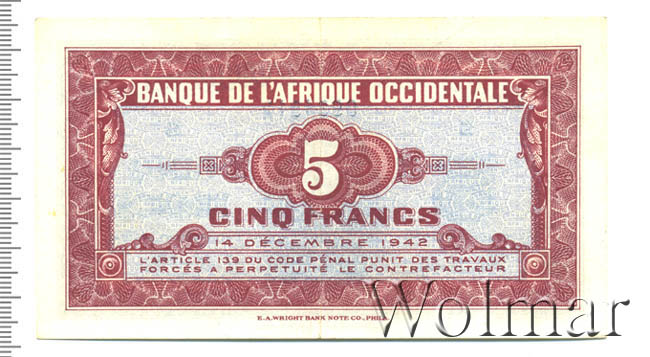 BANQUE DE L'AFRIQUE OCCIDENTALE
5
CINQ FRANCS
14 DÉCEMBRE 1942
L'ARTICLE 139 DU CODE PÉNAL PUNIT DES TRAVAUX
FORCÉS A PERPETUITÉ LE CONTREFACTEUR
E.A.WRIGHT BANK NOTE CO., PHILA.
Wolmar